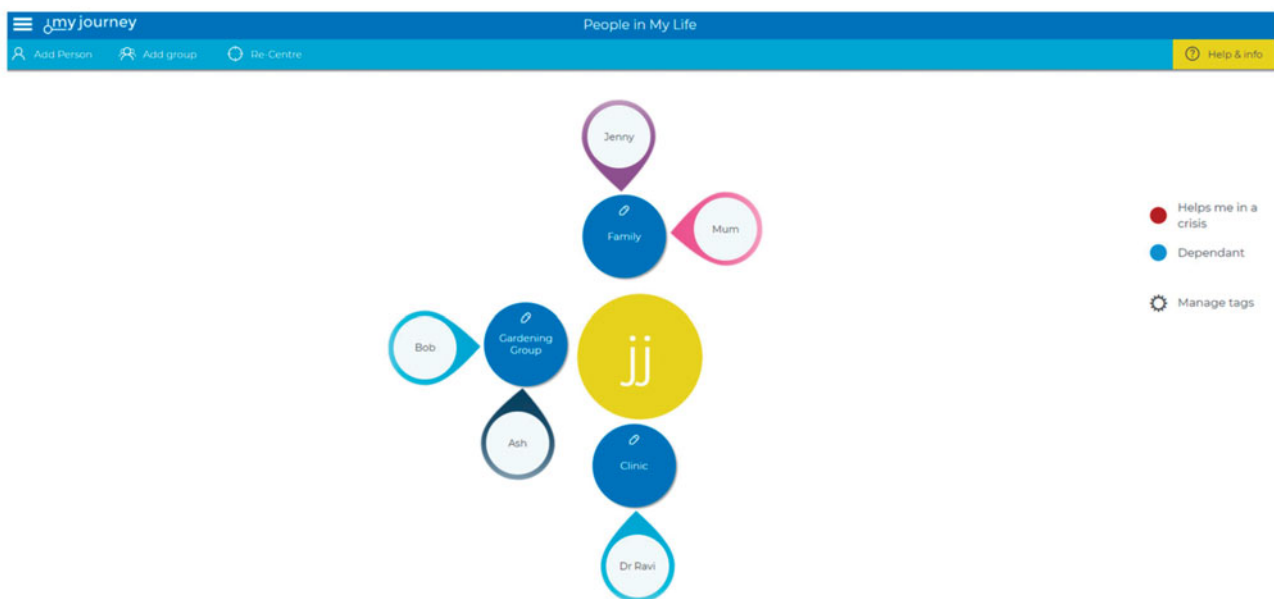 my journey
People in My Life
Add Person
Add group
Re-Centre
Help & info
Jenny
Family
Mum
Helps me in a
crisis
Dependant
Manage tags
Gardening
Group
Bob
jj
Ash
Clinic
Dr Ravi